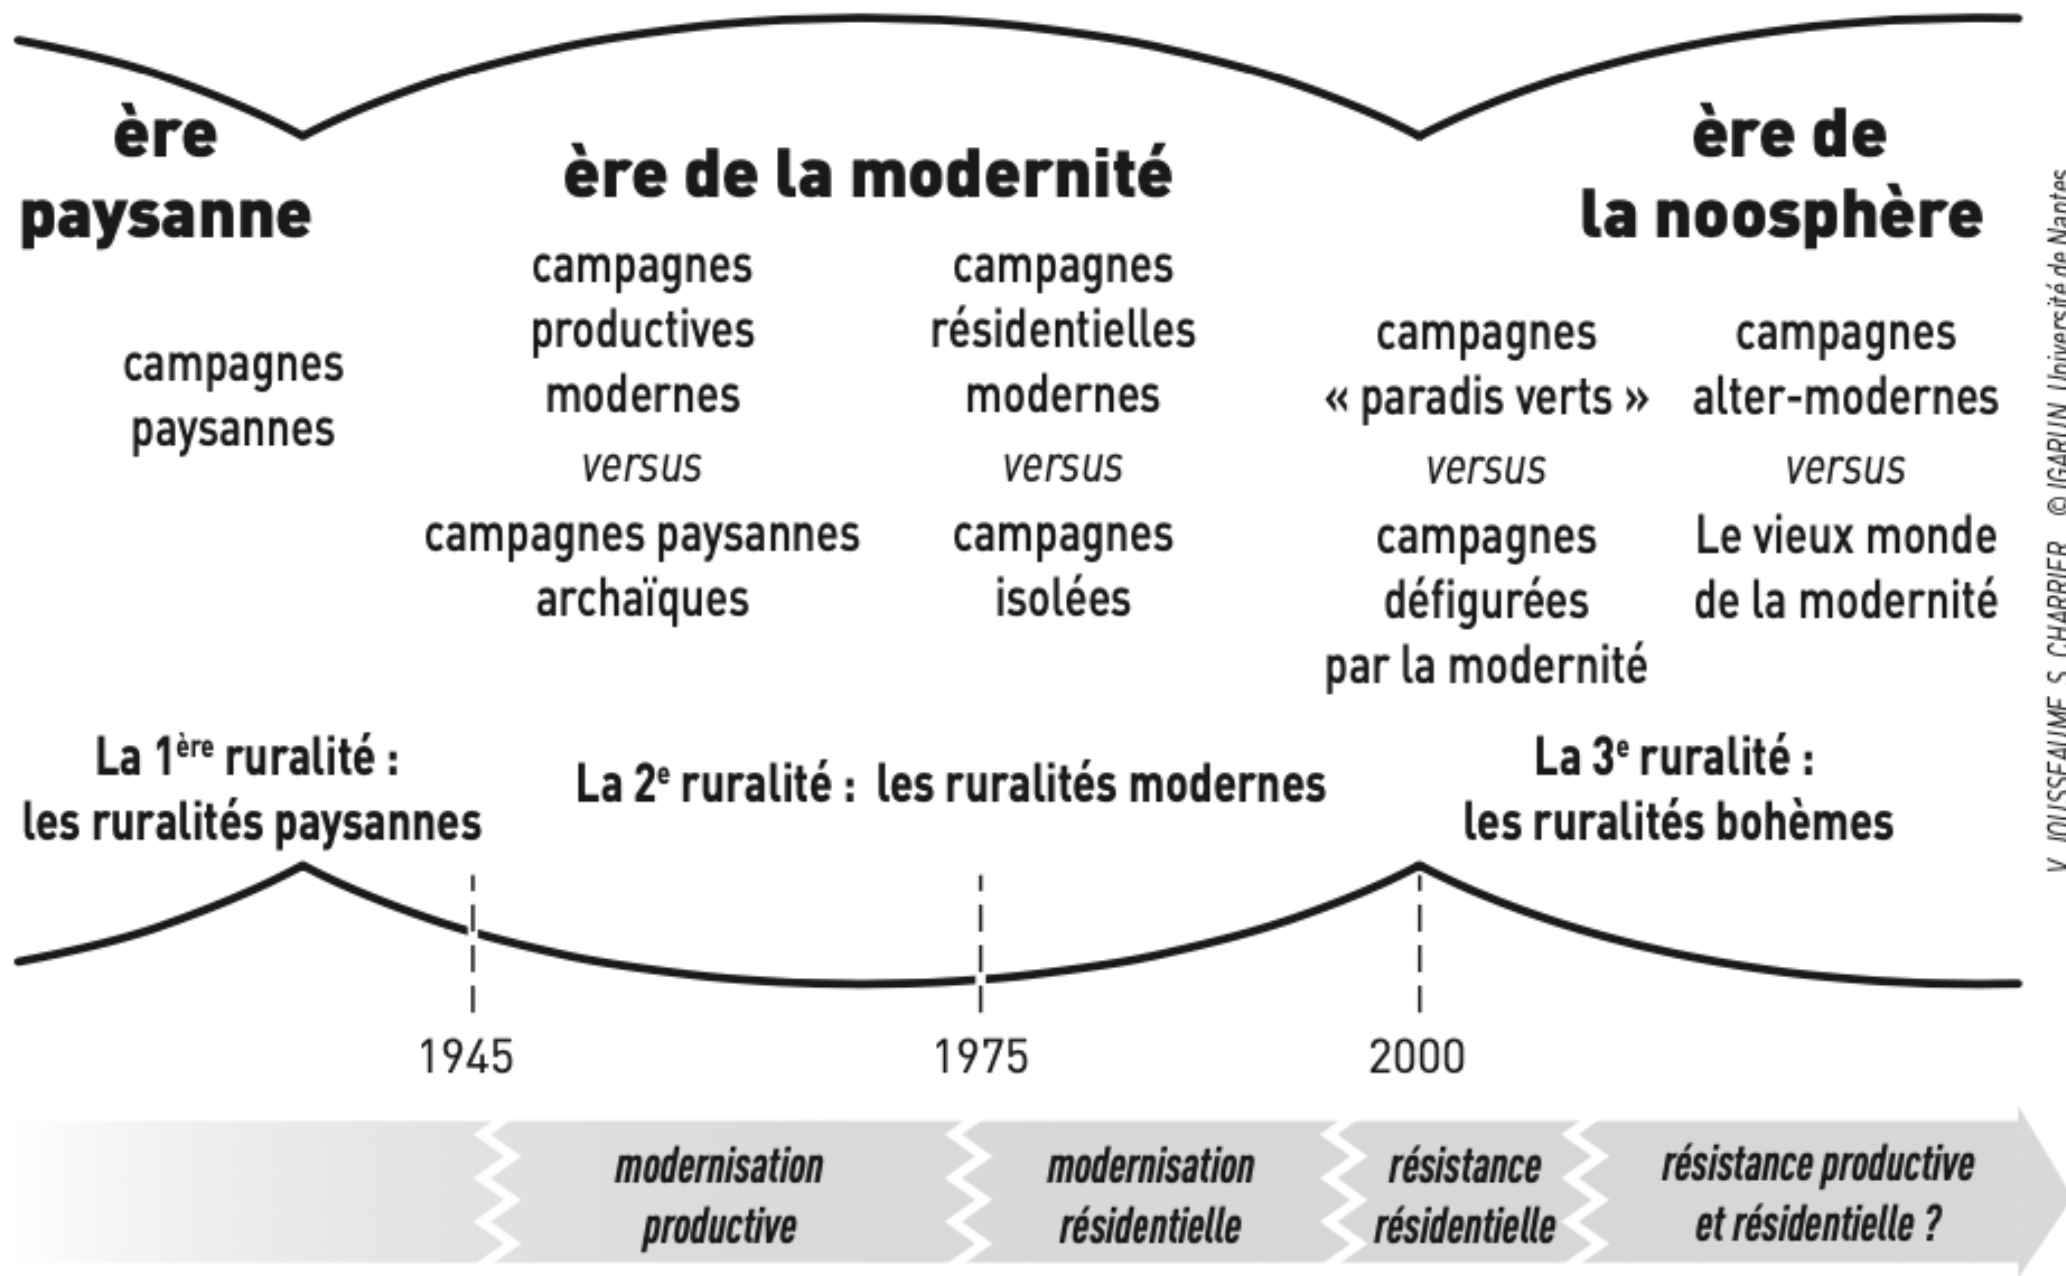 ère
paysanne
campagnes
paysannes
La 1ère ruralité :
les ruralités paysannes
ère de la modernité
campagnes
productives
modernes
versus
campagnes paysannes
archaïques
campagnes
résidentielles
modernes
versus
campagnes
isolées
La 2e ruralité : les ruralités modernes
ère de
la noosphère
campagnes
« paradis verts »
versus
campagnes
défigurées
par la modernité
campagnes
alter-modernes
versus
Le vieux monde
de la modernité
La 3e ruralité :
les ruralités bohèmes
1945
1975
2000
modernisation
productive
modernisation
résidentielle
résistance
résidentielle
résistance productive
et résidentielle ?
V. JOUSSEAUME, S. CHARRIER, © IGARUN, Université de Nantes